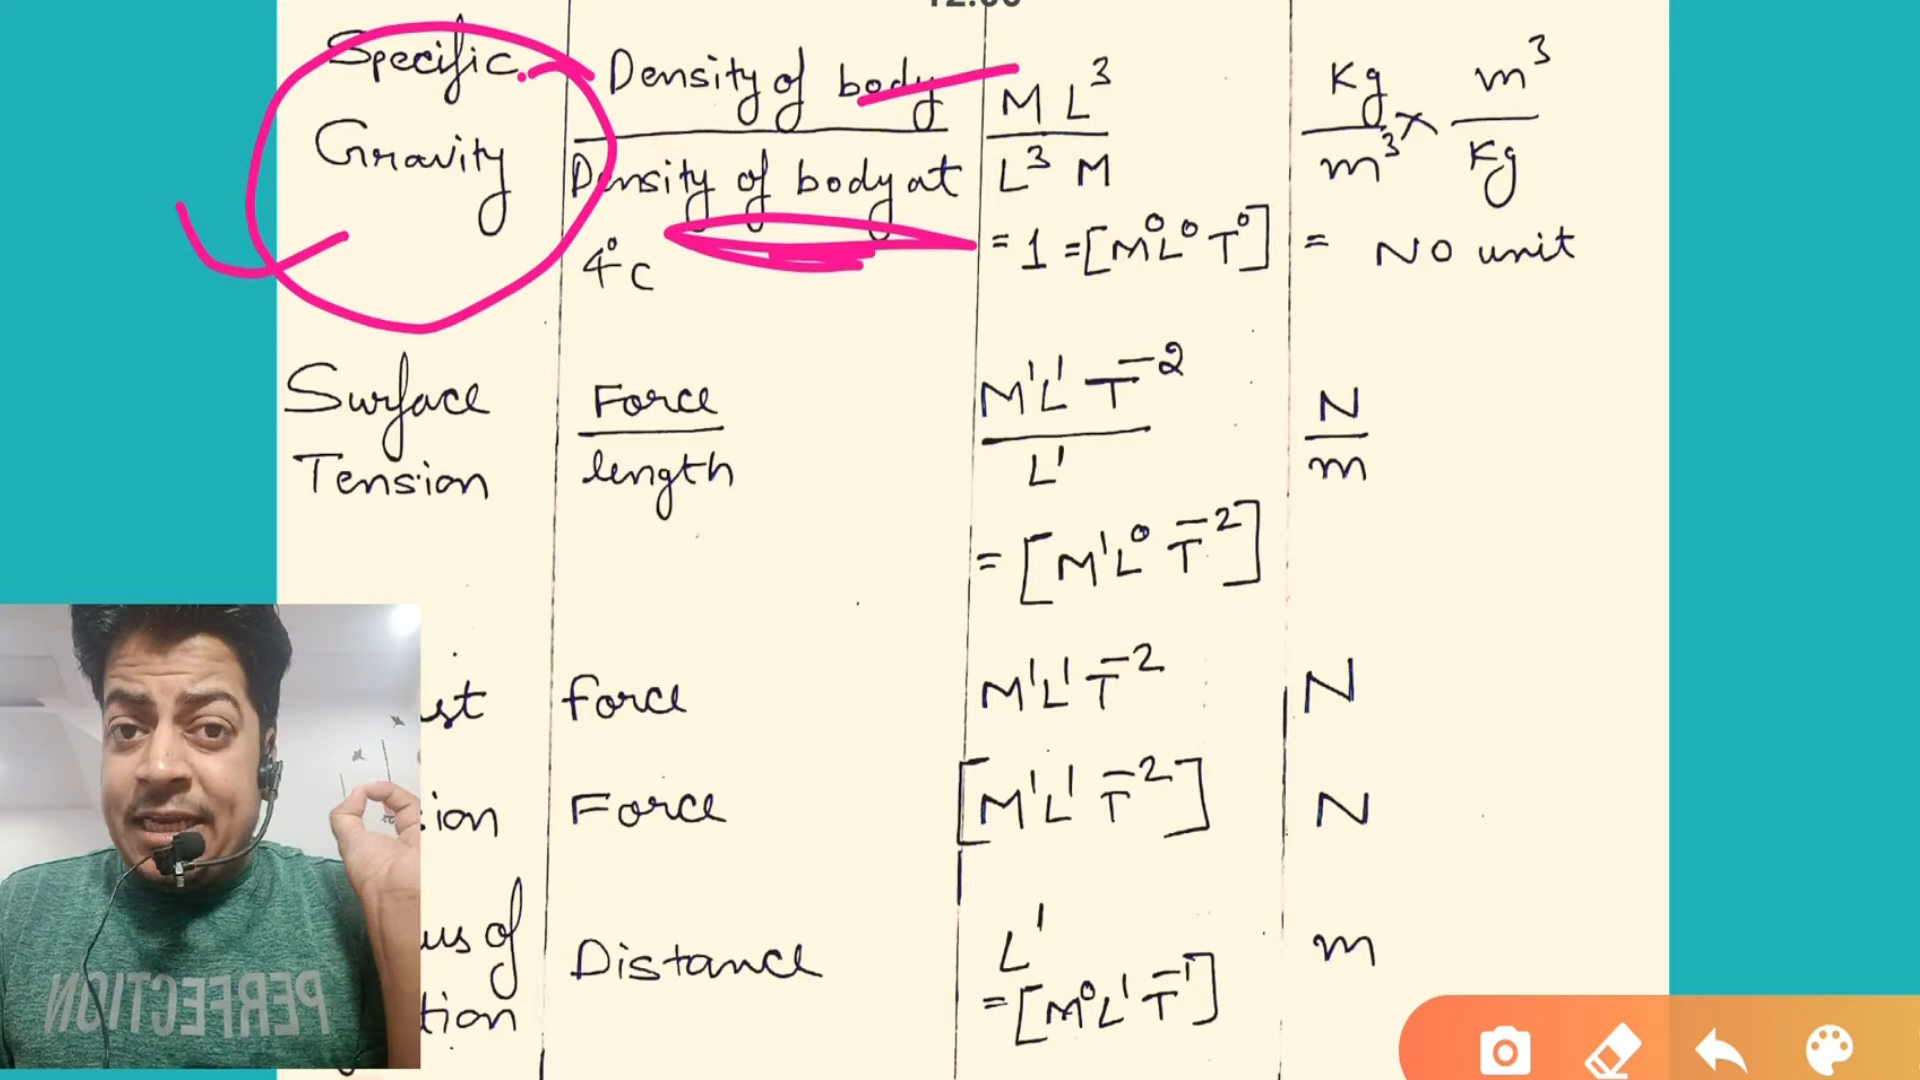 Specific Density of body M L³ Kg × m³
Gravity Density of body at L³ M m³ Kg
4°C = 1 = [M⁰L⁰T⁰] = No unit
Surface Force M¹L¹T⁻² N
Tension length L¹ m
= [M¹L⁰T⁻²]
st force M¹L¹T⁻² N
ion Force [M¹L¹T⁻²] N
us of Distance L¹ m
tion = [M⁰L¹T⁻¹]
PERFECTION